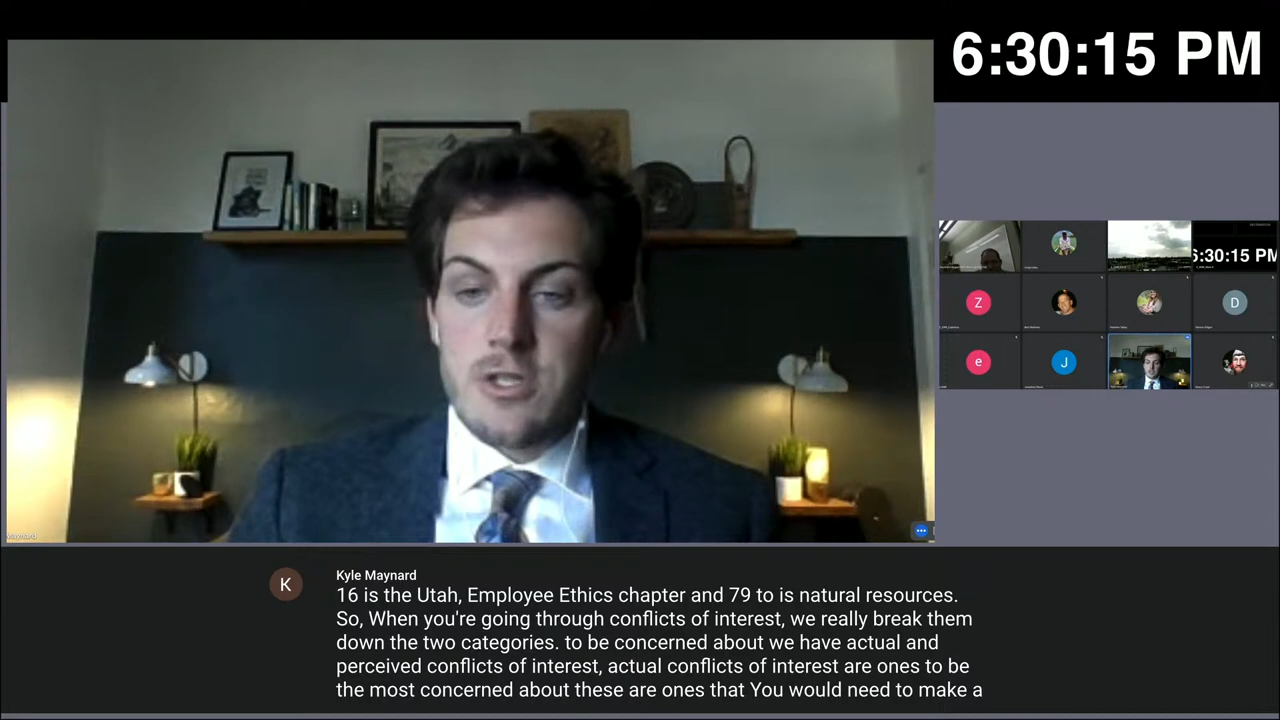 6:30:15 PM
6:30:15 PM
Z
D
e
J
Maynard
K
Kyle Maynard
16 is the Utah, Employee Ethics chapter and 79 to is natural resources.
So, When you're going through conflicts of interest, we really break them
down the two categories. to be concerned about we have actual and
perceived conflicts of interest, actual conflicts of interest are ones to be
the most concerned about these are ones that You would need to make a